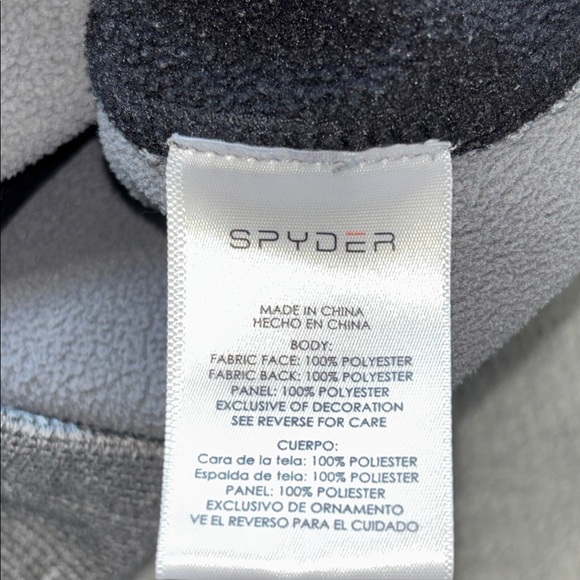 SPYDER
MADE IN CHINA
HECHO EN CHINA
BODY:
FABRIC FACE: 100% POLYESTER
FABRIC BACK: 100% POLYESTER
PANEL: 100% POLYESTER
EXCLUSIVE OF DECORATION
SEE REVERSE FOR CARE
CUERPO:
Cara de la tela: 100% POLIESTER
Espalda de tela: 100% POLIESTER
PANEL: 100% POLIESTER
EXCLUSIVO DE ORNAMENTO
VE EL REVERSO PARA EL CUIDADO